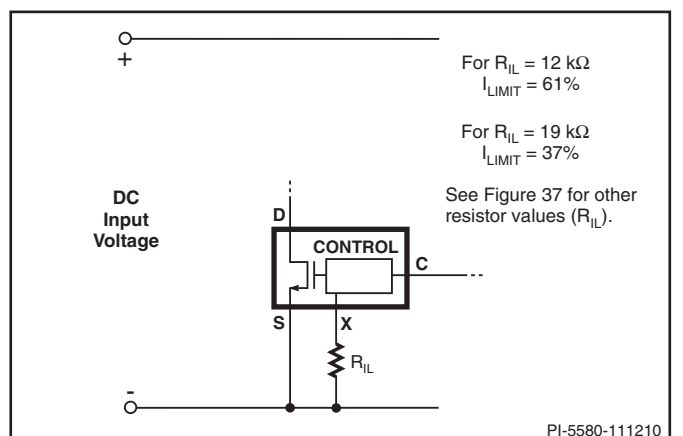 +
For R_IL = 12 kΩ
I_LIMIT = 61%
For R_IL = 19 kΩ
I_LIMIT = 37%
See Figure 37 for other
resistor values (R_IL).
DC
Input
Voltage
D
CONTROL
C
S
X
R_IL
-
PI-5580-111210